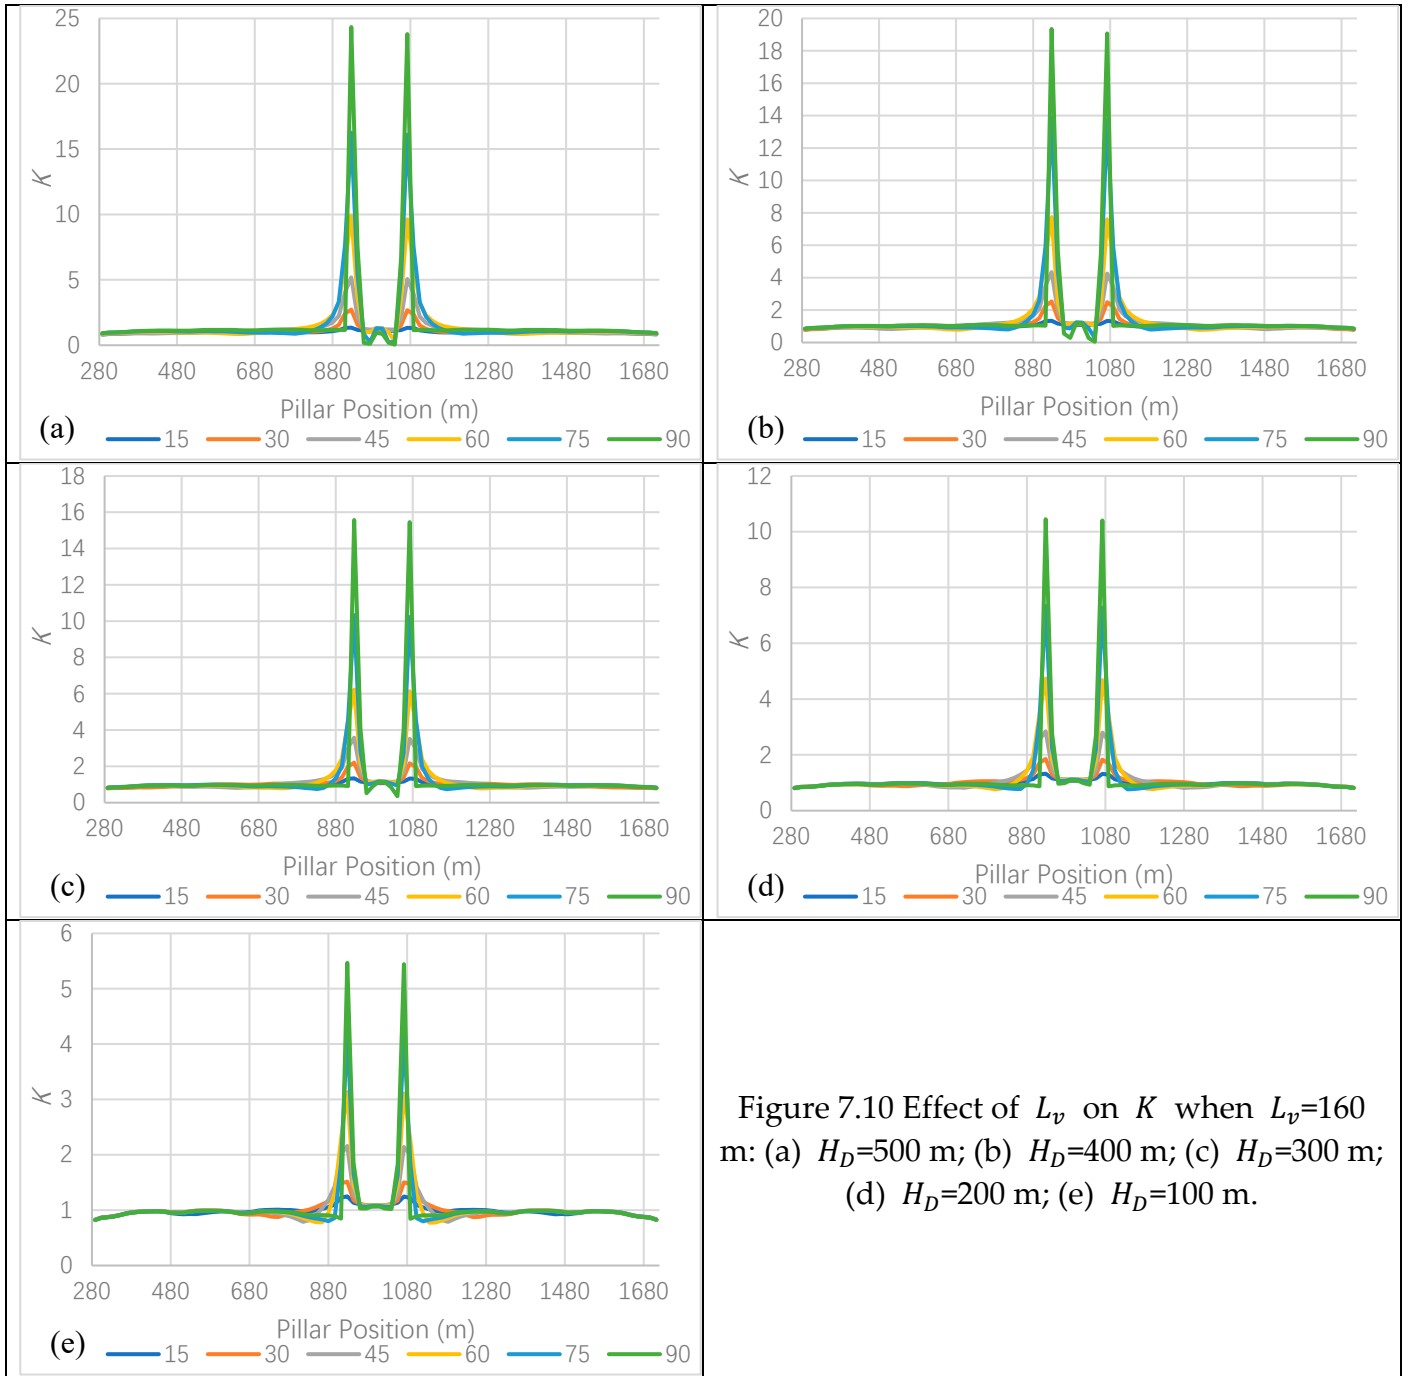 25
20
15
10
5
0
K
280 480 680 880 1080 1280 1480 1680
Pillar Position (m)
(a)
15 30 45 60 75 90
20
18
16
14
12
10
8
6
4
2
0
K
280 480 680 880 1080 1280 1480 1680
Pillar Position (m)
(b)
15 30 45 60 75 90
18
16
14
12
10
8
6
4
2
0
K
280 480 680 880 1080 1280 1480 1680
Pillar Position (m)
(c)
15 30 45 60 75 90
12
10
8
6
4
2
0
K
280 480 680 880 1080 1280 1480 1680
Pillar Position (m)
(d)
15 30 45 60 75 90
6
5
4
3
2
1
0
K
280 480 680 880 1080 1280 1480 1680
Pillar Position (m)
(e)
15 30 45 60 75 90
Figure 7.10 Effect of L_v on K when L_v=160
m: (a) H_D=500 m; (b) H_D=400 m; (c) H_D=300 m;
(d) H_D=200 m; (e) H_D=100 m.